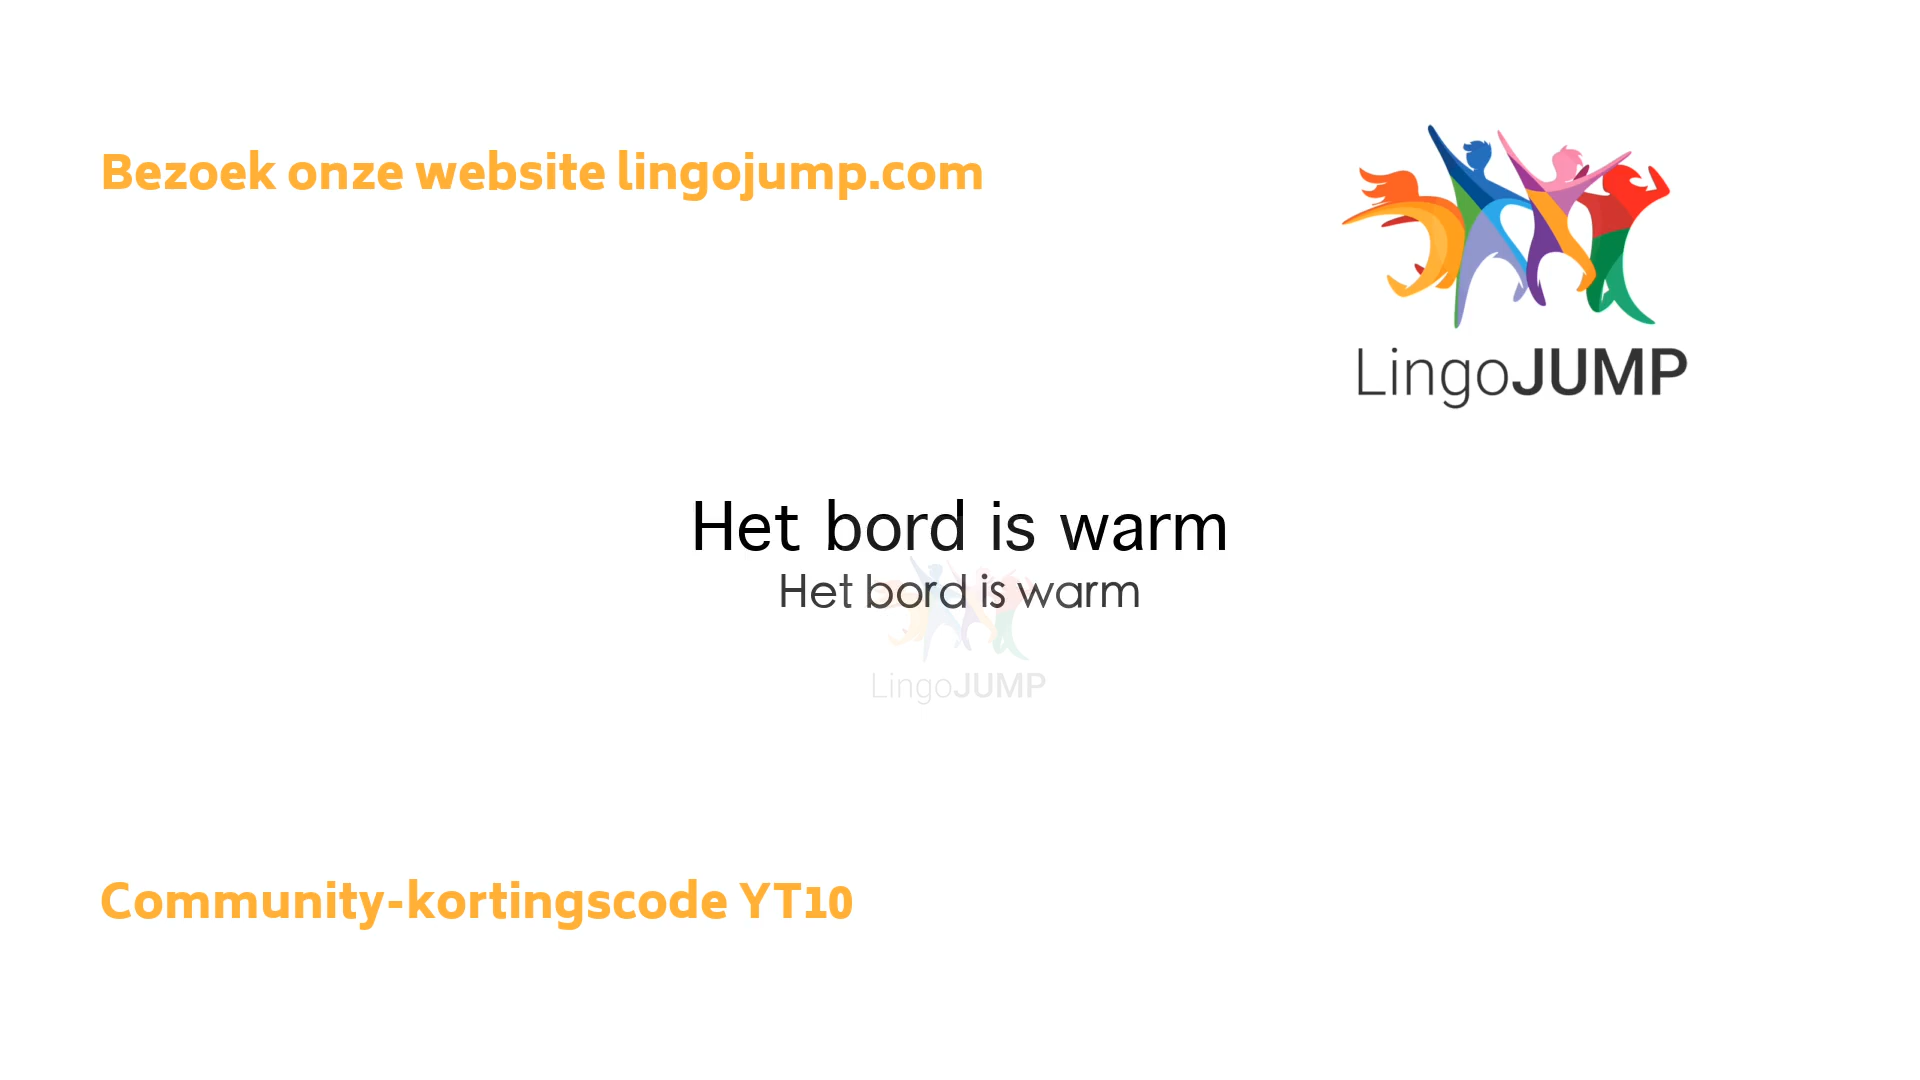 Bezoek onze website lingojump.com
LingoJUMP
Het bord is warm
Het bord is warm
LingoJUMP
Community-kortingscode YT10